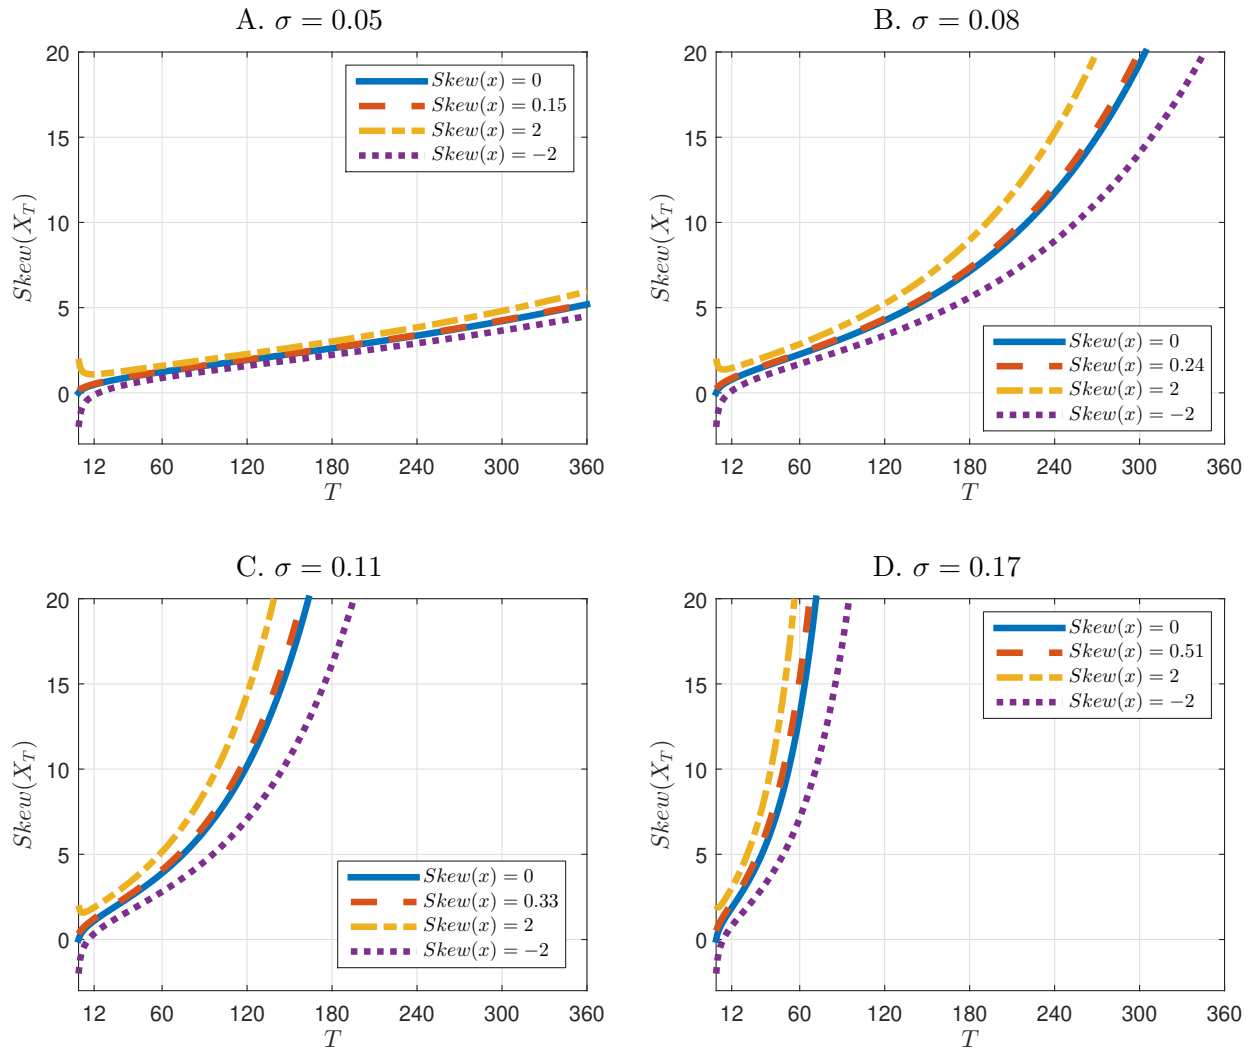 A. σ = 0.05
20
15
10
5
0
Skew(X_T)
12 60 120 180 240 300 360
T
Skew(x) = 0
Skew(x) = 0.15
Skew(x) = 2
Skew(x) = −2
B. σ = 0.08
20
15
10
5
0
Skew(X_T)
12 60 120 180 240 300 360
T
Skew(x) = 0
Skew(x) = 0.24
Skew(x) = 2
Skew(x) = −2
C. σ = 0.11
20
15
10
5
0
Skew(X_T)
12 60 120 180 240 300 360
T
Skew(x) = 0
Skew(x) = 0.33
Skew(x) = 2
Skew(x) = −2
D. σ = 0.17
20
15
10
5
0
Skew(X_T)
12 60 120 180 240 300 360
T
Skew(x) = 0
Skew(x) = 0.51
Skew(x) = 2
Skew(x) = −2